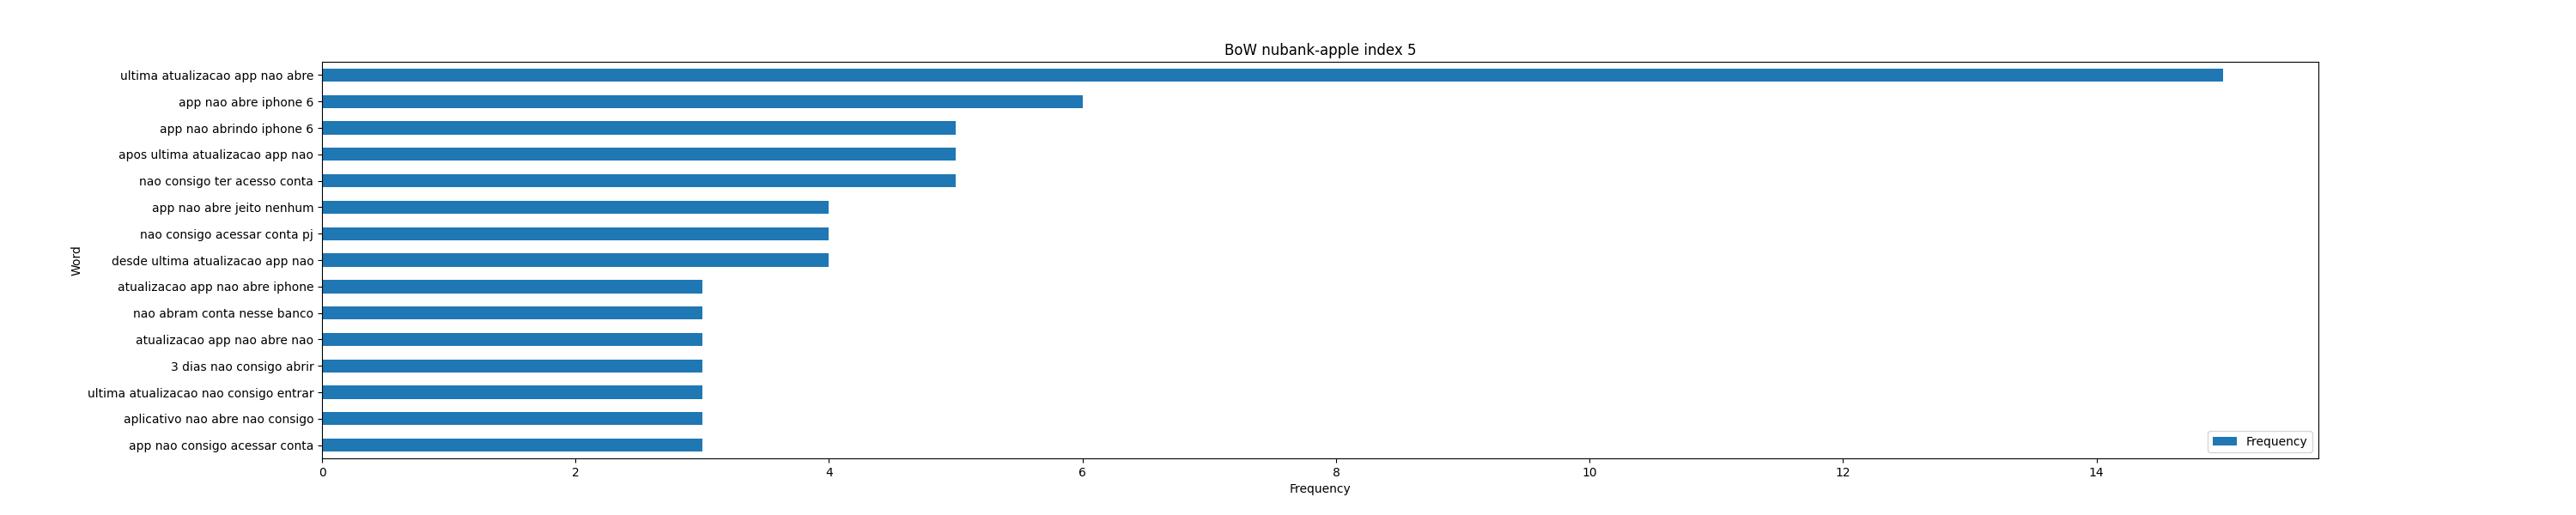 BoW nubank-apple index 5
ultima atualizacao app nao abre
app nao abre iphone 6
app nao abrindo iphone 6
apos ultima atualizacao app nao
nao consigo ter acesso conta
app nao abre jeito nenhum
nao consigo acessar conta pj
desde ultima atualizacao app nao
atualizacao app nao abre iphone
nao abram conta nesse banco
atualizacao app nao abre nao
3 dias nao consigo abrir
ultima atualizacao nao consigo entrar
aplicativo nao abre nao consigo
app nao consigo acessar conta
Word
Frequency
0 2 4 6 8 10 12 14
Frequency